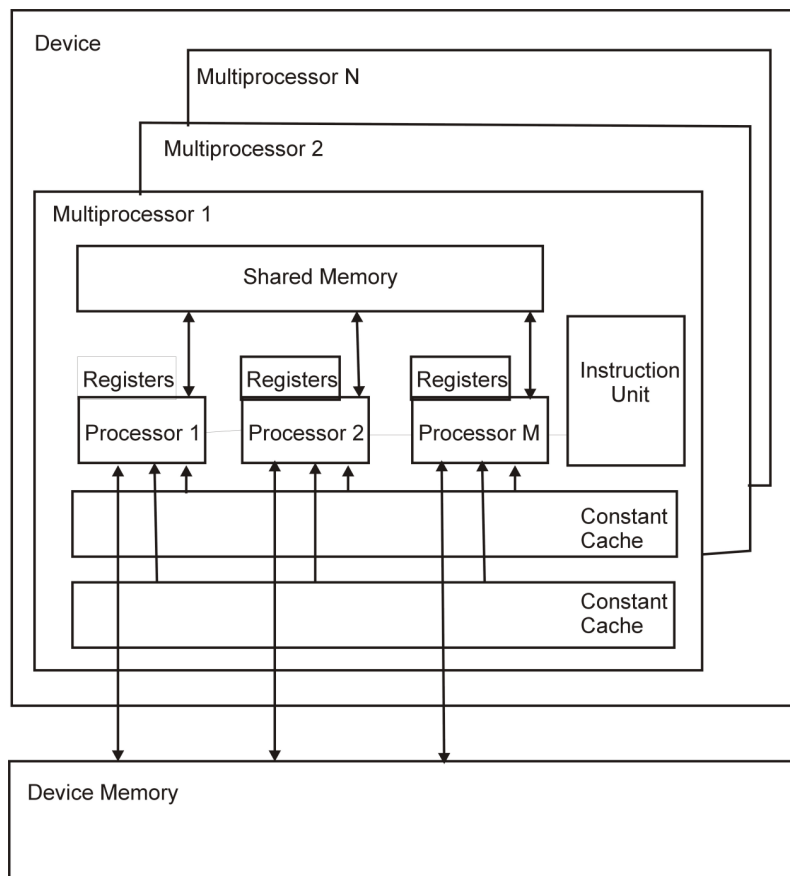 Device
Multiprocessor N
Multiprocessor 2
Multiprocessor 1
Shared Memory
Registers
Registers
Registers
Instruction
Unit
Processor 1
Processor 2
Processor M
Constant
Cache
Constant
Cache
Device Memory